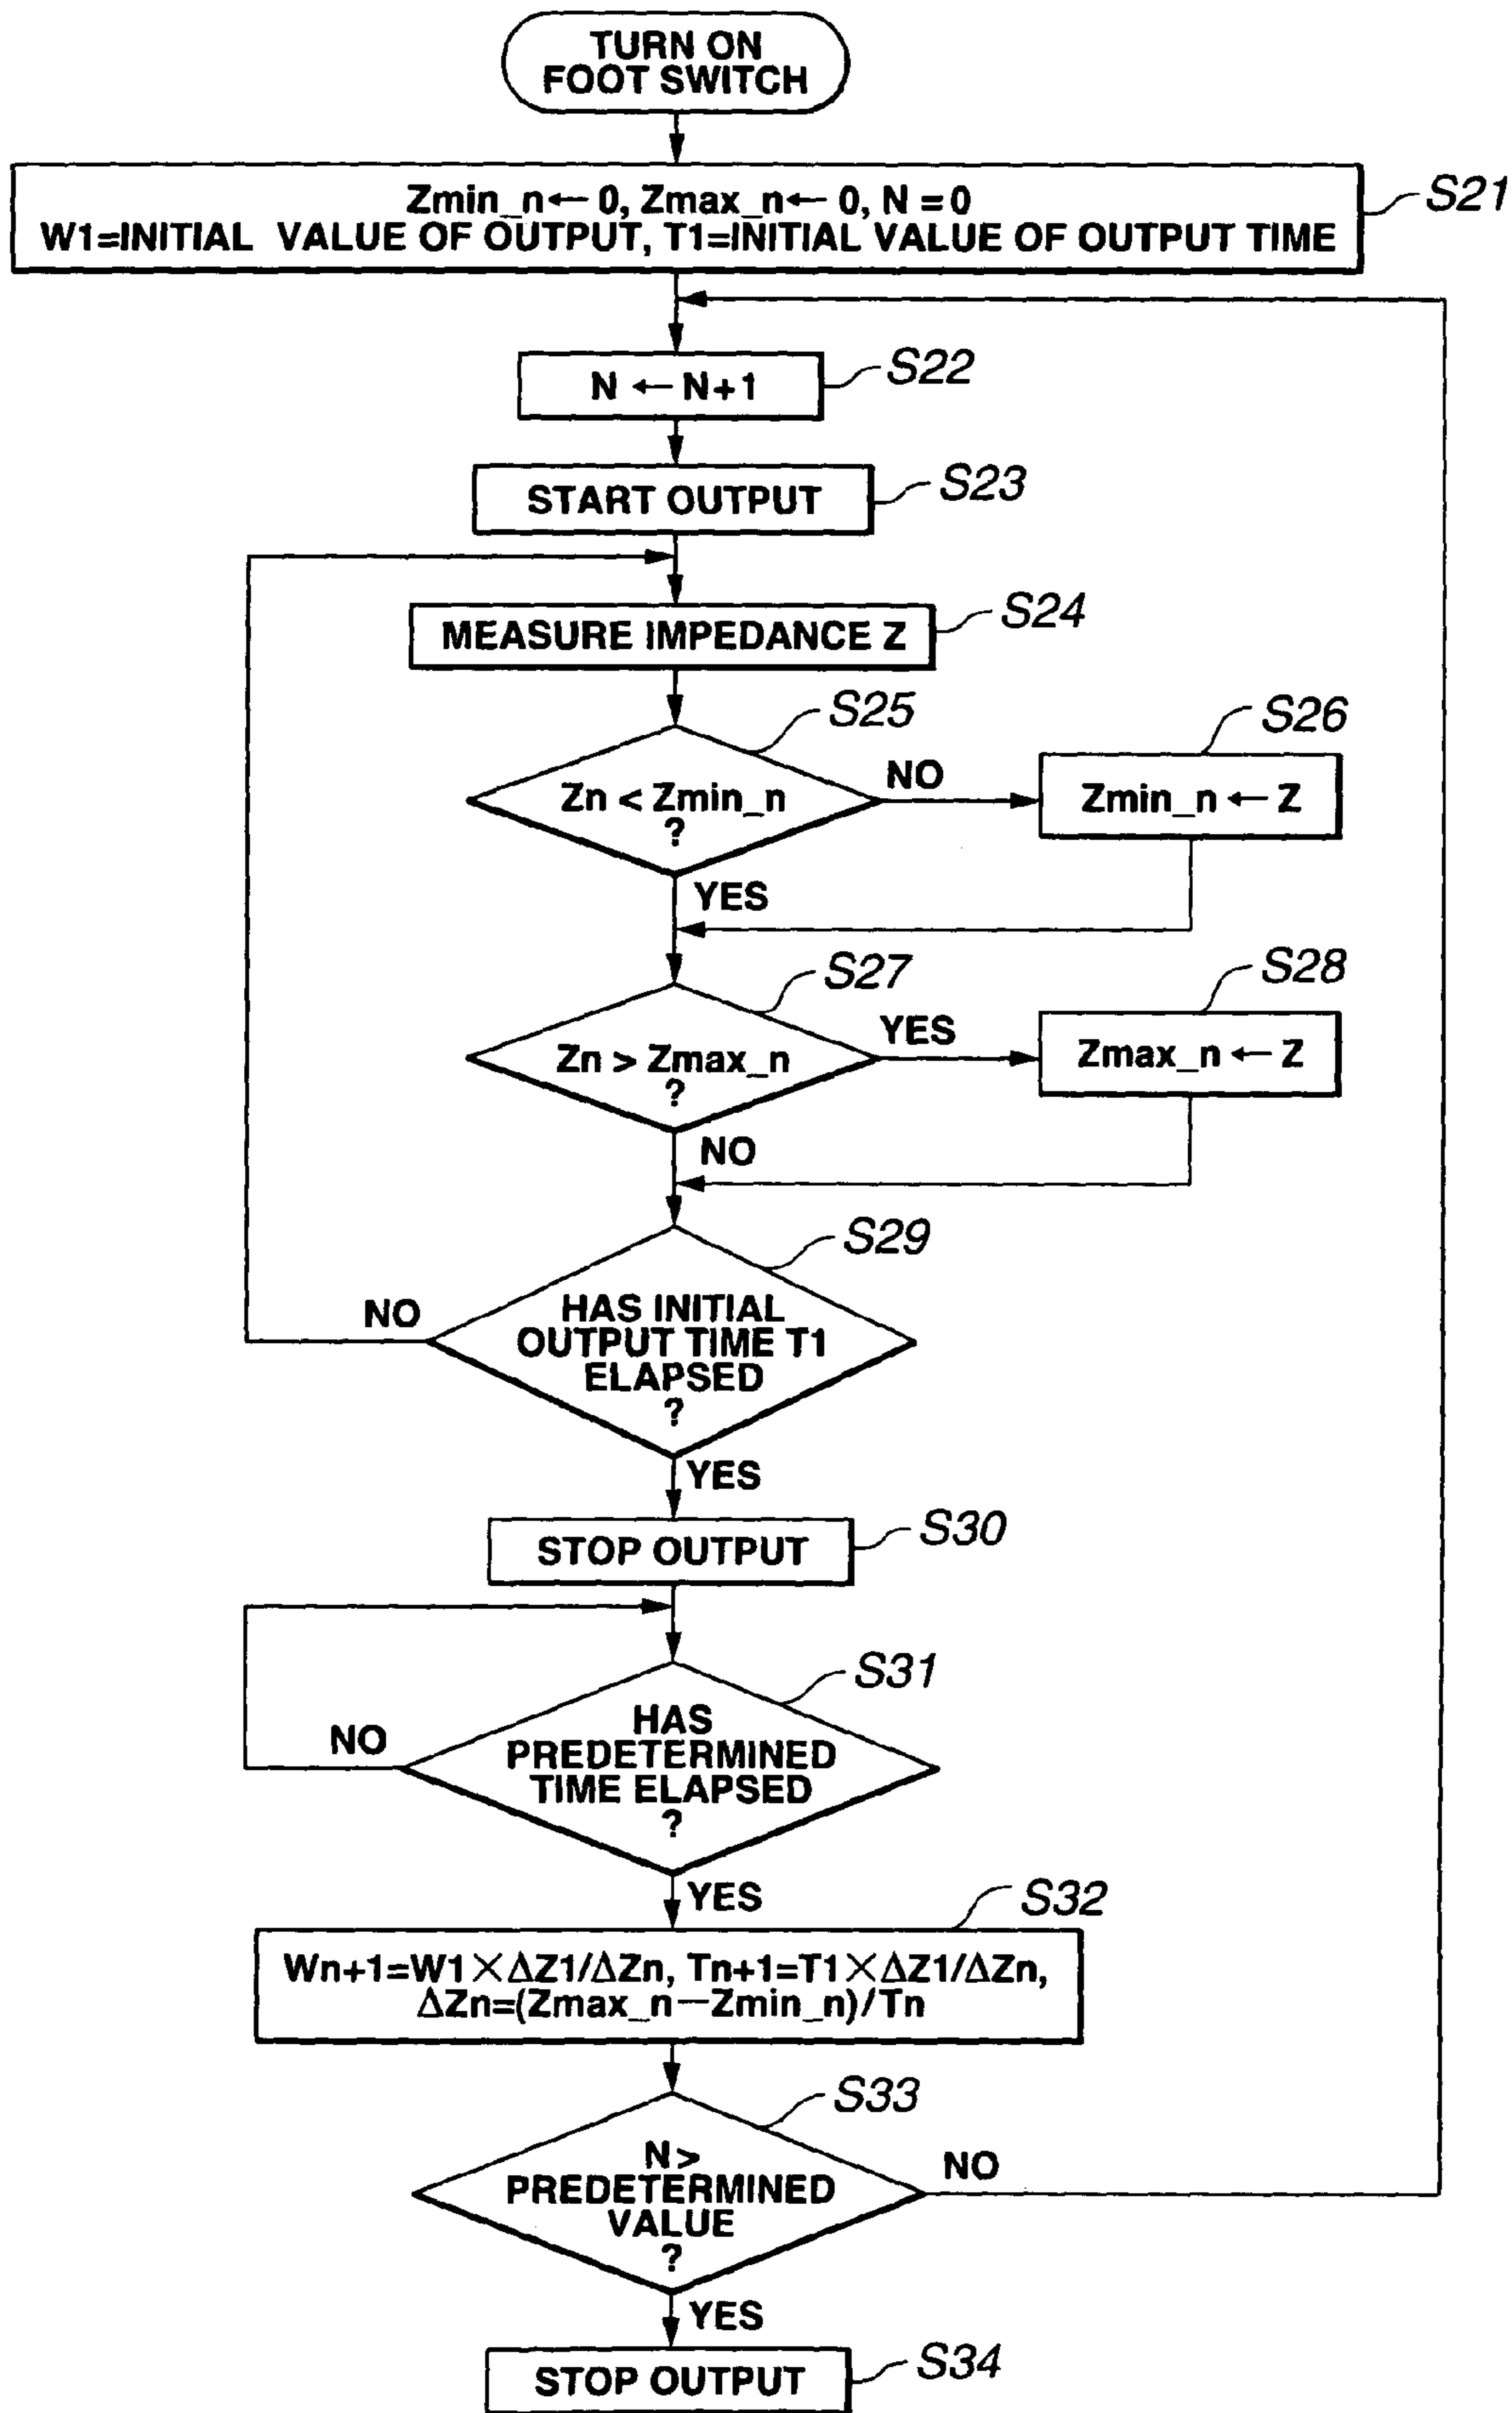 TURN ON
FOOT SWITCH
Zmin_n← 0, Zmax_n← 0, N = 0
W1=INITIAL VALUE OF OUTPUT, T1=INITIAL VALUE OF OUTPUT TIME
S21
N ← N+1
S22
START OUTPUT
S23
MEASURE IMPEDANCE Z
S24
S25
Zn < Zmin_n
?
NO
S26
Zmin_n ← Z
YES
S27
Zn > Zmax_n
?
YES
S28
Zmax_n ← Z
NO
S29
HAS INITIAL
OUTPUT TIME T1
ELAPSED
?
NO
YES
STOP OUTPUT
S30
S31
HAS
PREDETERMINED
TIME ELAPSED
?
NO
YES
S32
Wn+1=W1×ΔZ1/ΔZn, Tn+1=T1×ΔZ1/ΔZn,
ΔZn=(Zmax_n−Zmin_n)/Tn
S33
N >
PREDETERMINED
VALUE
?
NO
YES
STOP OUTPUT
S34